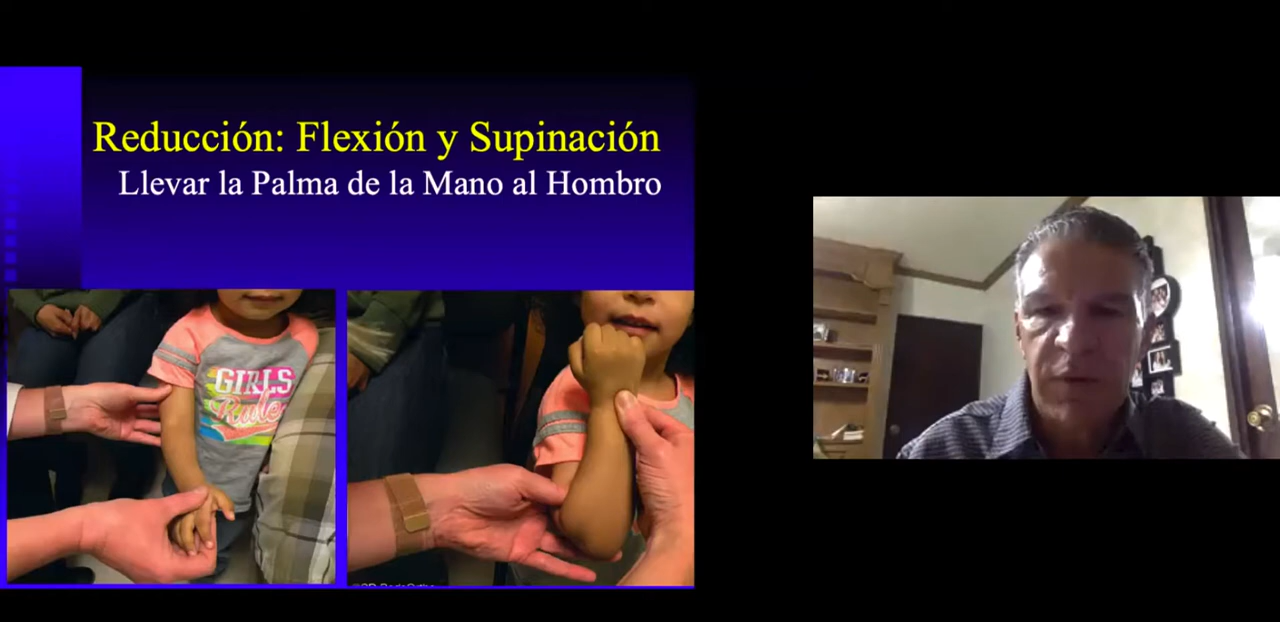 Reducción: Flexión y Supinación
Llevar la Palma de la Mano al Hombro
GIRLS
Rule